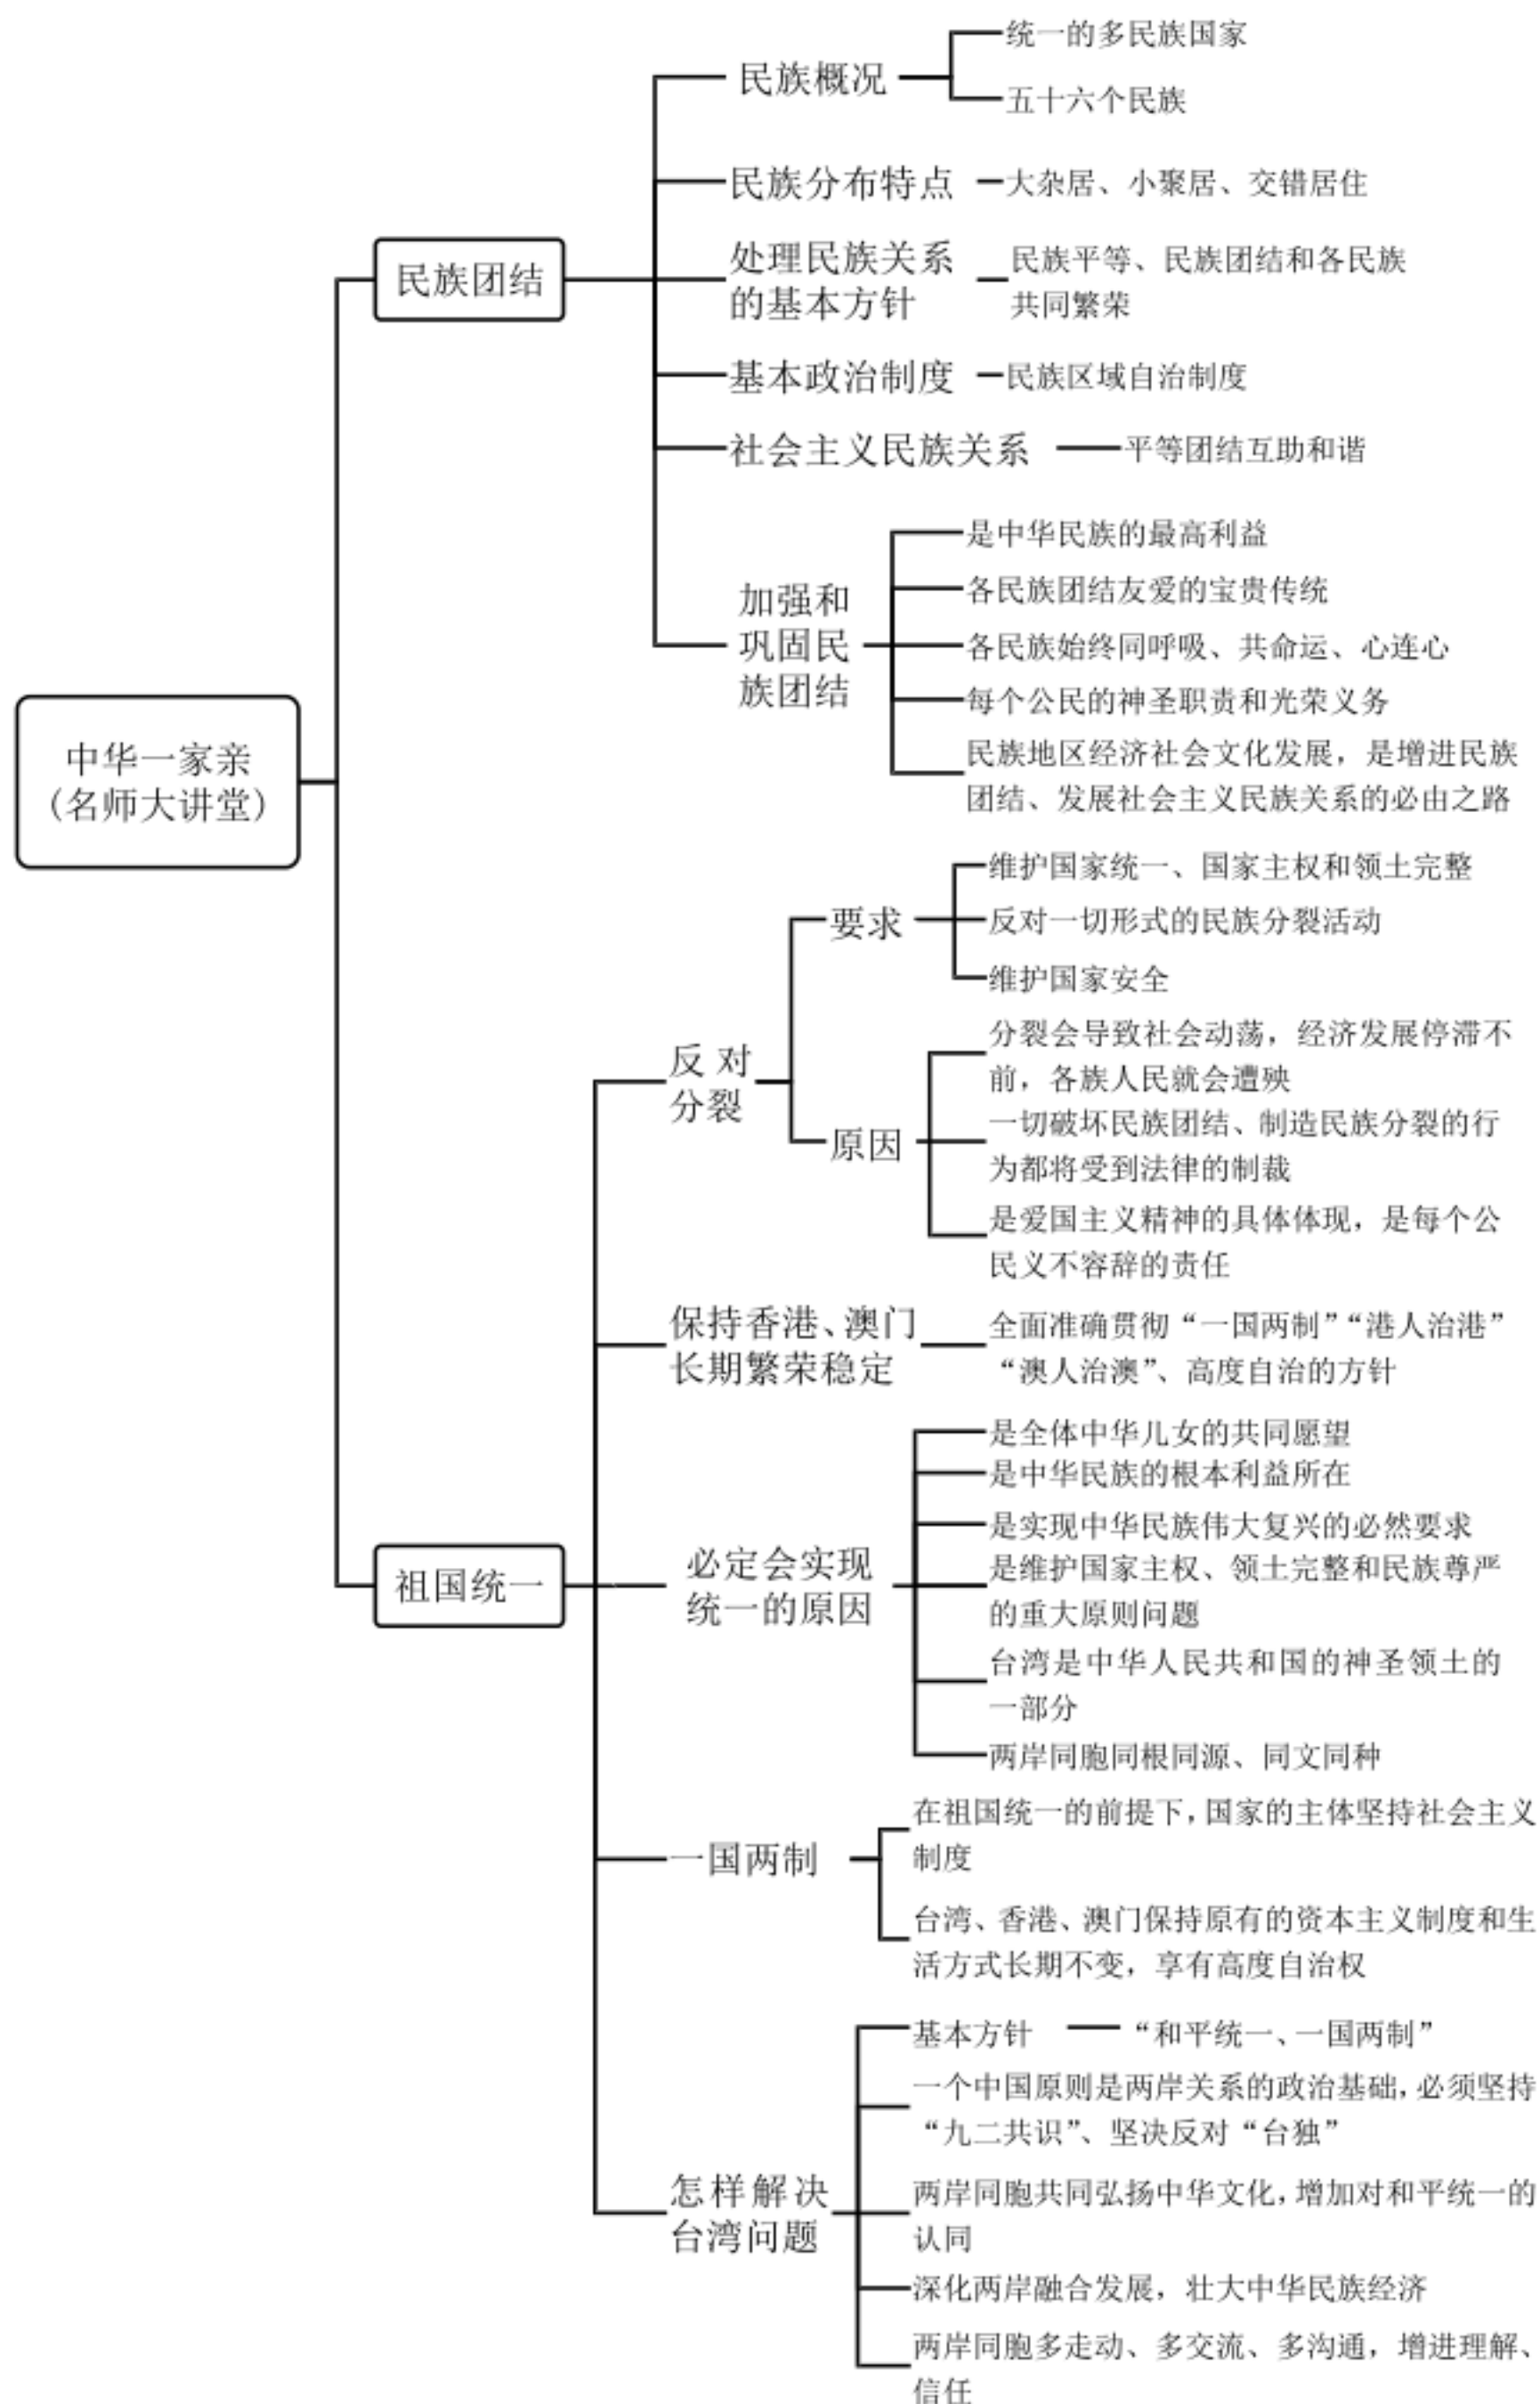 中华一家亲
（名师大讲堂）
民族团结
民族概况
统一的多民族国家
五十六个民族
民族分布特点
大杂居、小聚居、交错居住
处理民族关系
的基本方针
民族平等、民族团结和各民族
共同繁荣
基本政治制度
民族区域自治制度
社会主义民族关系
平等团结互助和谐
加强和
巩固民
族团结
是中华民族的最高利益
各民族团结友爱的宝贵传统
各民族始终同呼吸、共命运、心连心
每个公民的神圣职责和光荣义务
民族地区经济社会文化发展，是增进民族
团结、发展社会主义民族关系的必由之路
祖国统一
反对
分裂
要求
维护国家统一、国家主权和领土完整
反对一切形式的民族分裂活动
维护国家安全
原因
分裂会导致社会动荡，经济发展停滞不
前，各族人民就会遭殃
一切破坏民族团结、制造民族分裂的行
为都将受到法律的制裁
是爱国主义精神的具体体现，是每个公
民义不容辞的责任
保持香港、澳门
长期繁荣稳定
全面准确贯彻“一国两制”“港人治港”
“澳人治澳”、高度自治的方针
必定会实现
统一的原因
是全体中华儿女的共同愿望
是中华民族的根本利益所在
是实现中华民族伟大复兴的必然要求
是维护国家主权、领土完整和民族尊严
的重大原则问题
台湾是中华人民共和国的神圣领土的
一部分
两岸同胞同根同源、同文同种
一国两制
在祖国统一的前提下，国家的主体坚持社会主义
制度
台湾、香港、澳门保持原有的资本主义制度和生
活方式长期不变，享有高度自治权
怎样解决
台湾问题
基本方针
“和平统一、一国两制”
一个中国原则是两岸关系的政治基础，必须坚持
“九二共识”、坚决反对“台独”
两岸同胞共同弘扬中华文化，增加对和平统一的
认同
深化两岸融合发展，壮大中华民族经济
两岸同胞多走动、多交流、多沟通，增进理解、
信任